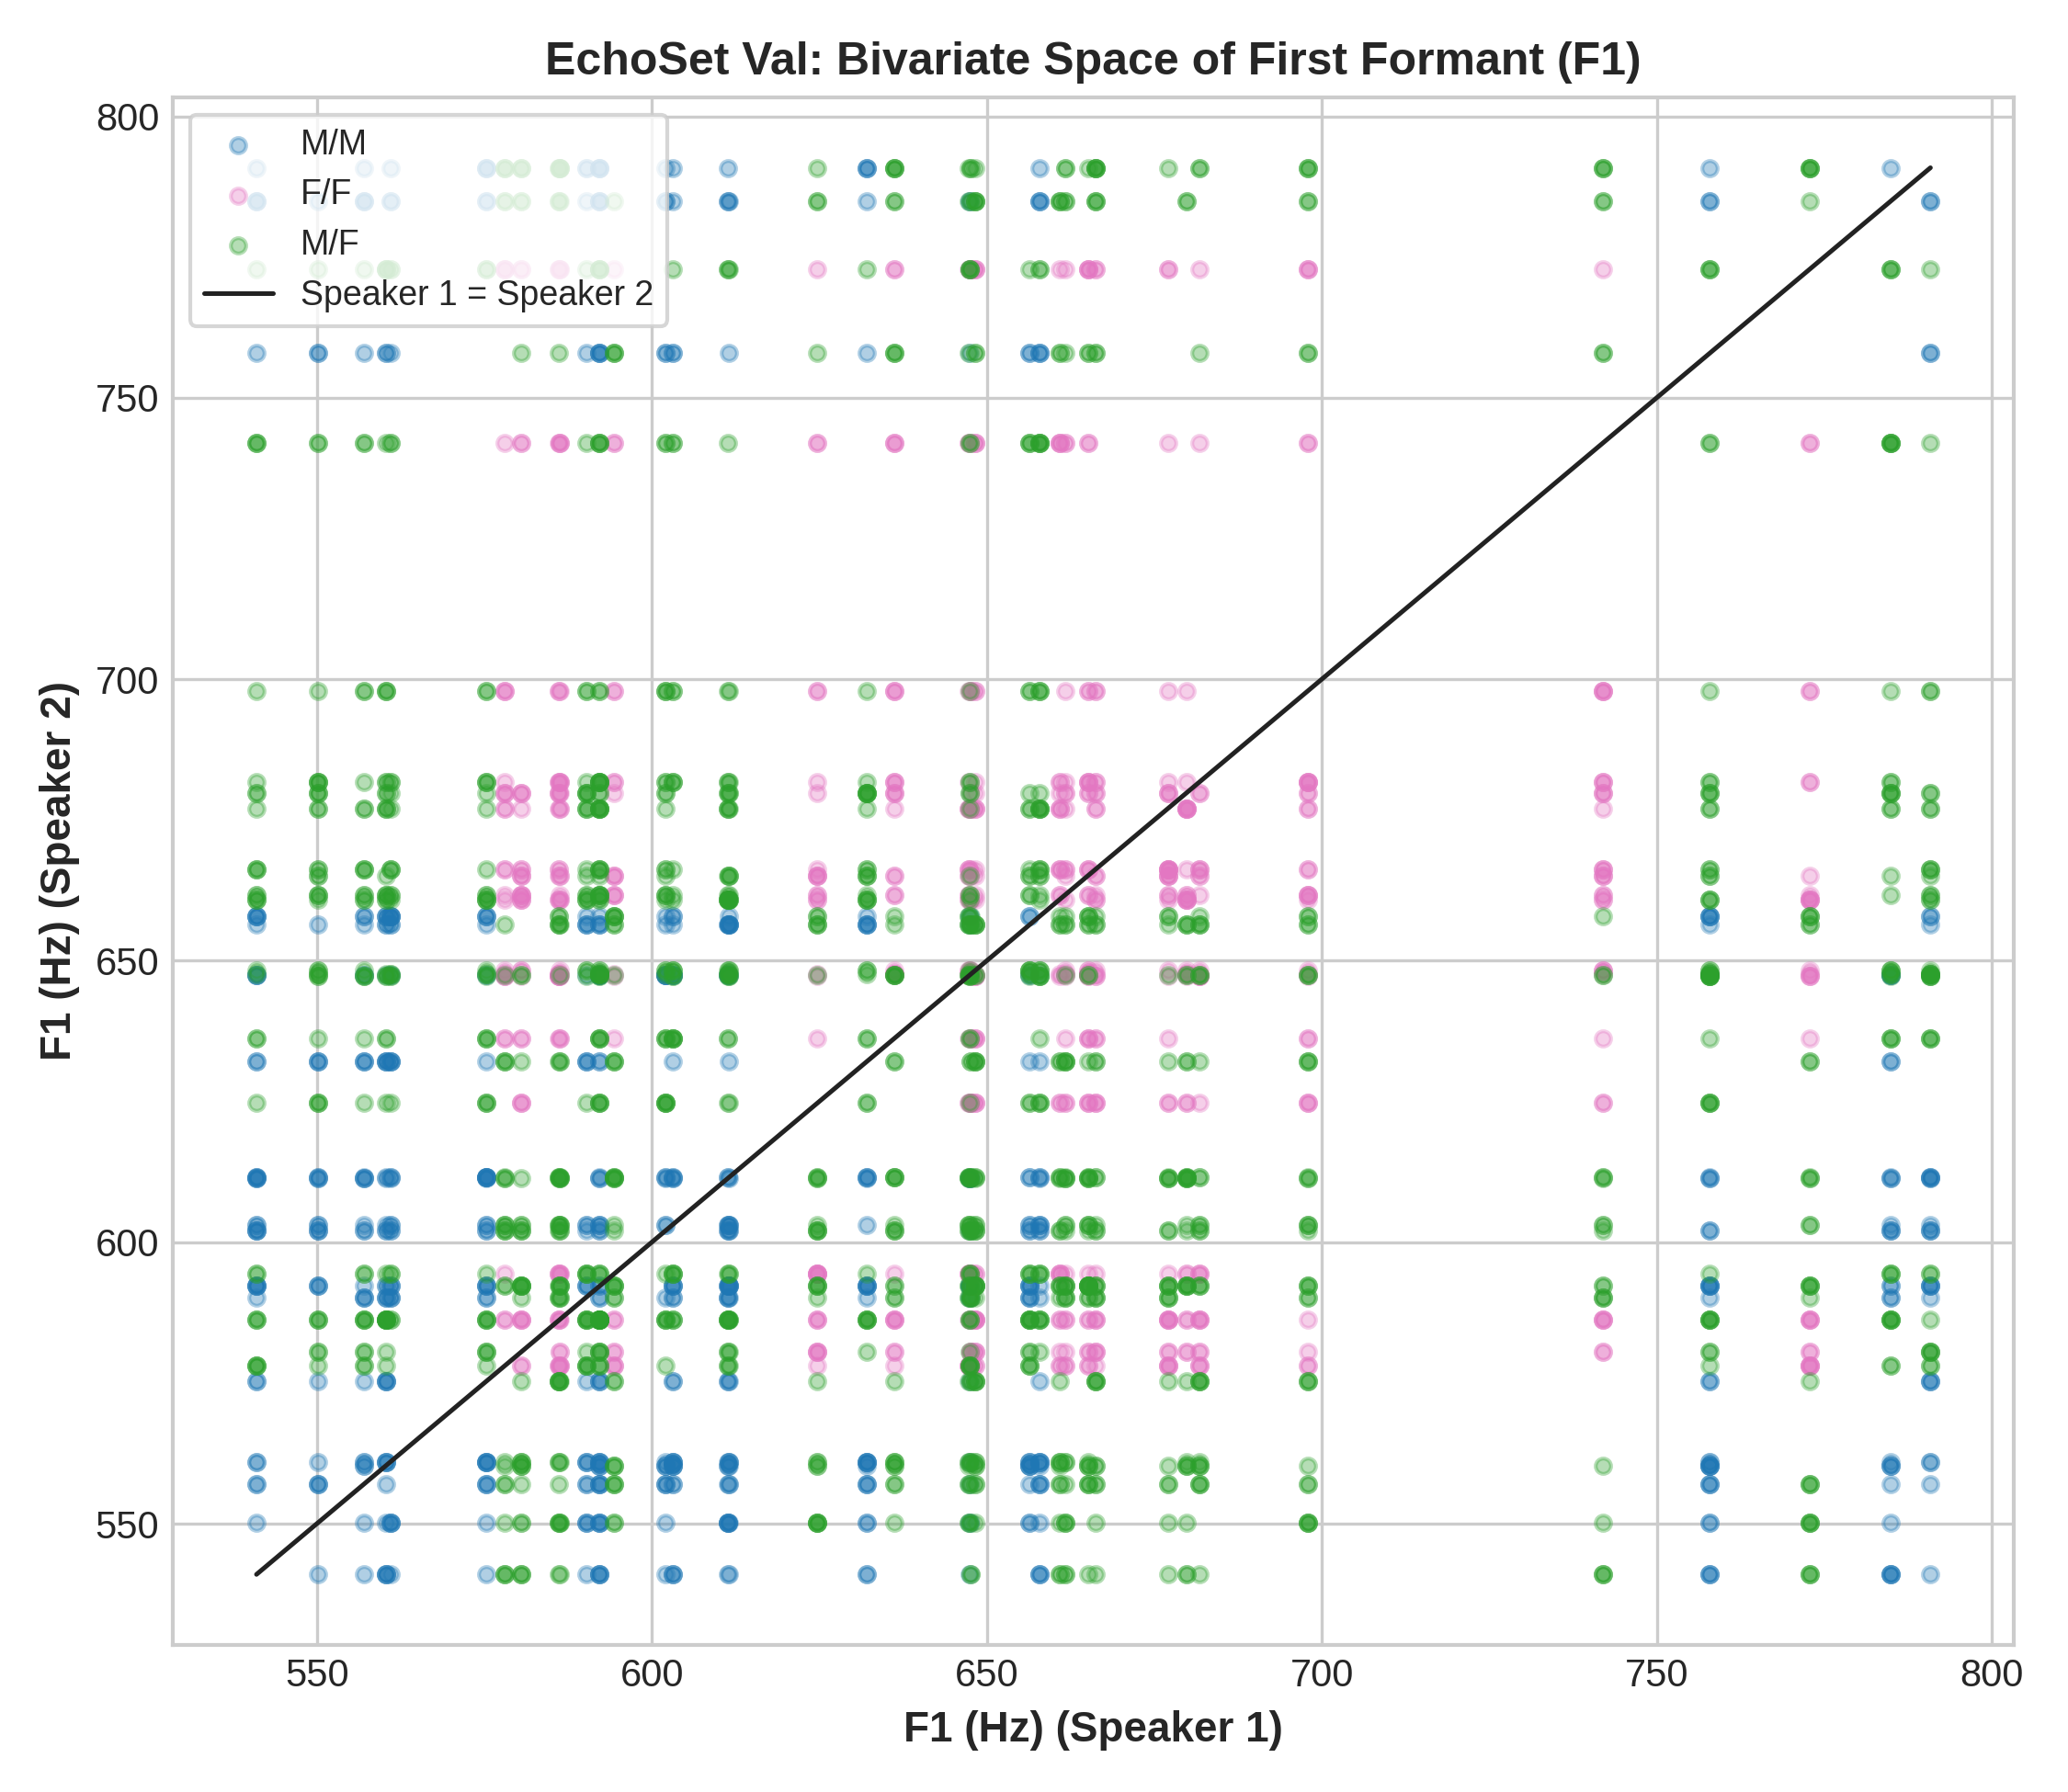 EchoSet Val: Bivariate Space of First Formant (F1)
M/M
F/F
M/F
Speaker 1 = Speaker 2
800
750
700
650
600
550
F1 (Hz) (Speaker 2)
550
600
650
700
750
800
F1 (Hz) (Speaker 1)